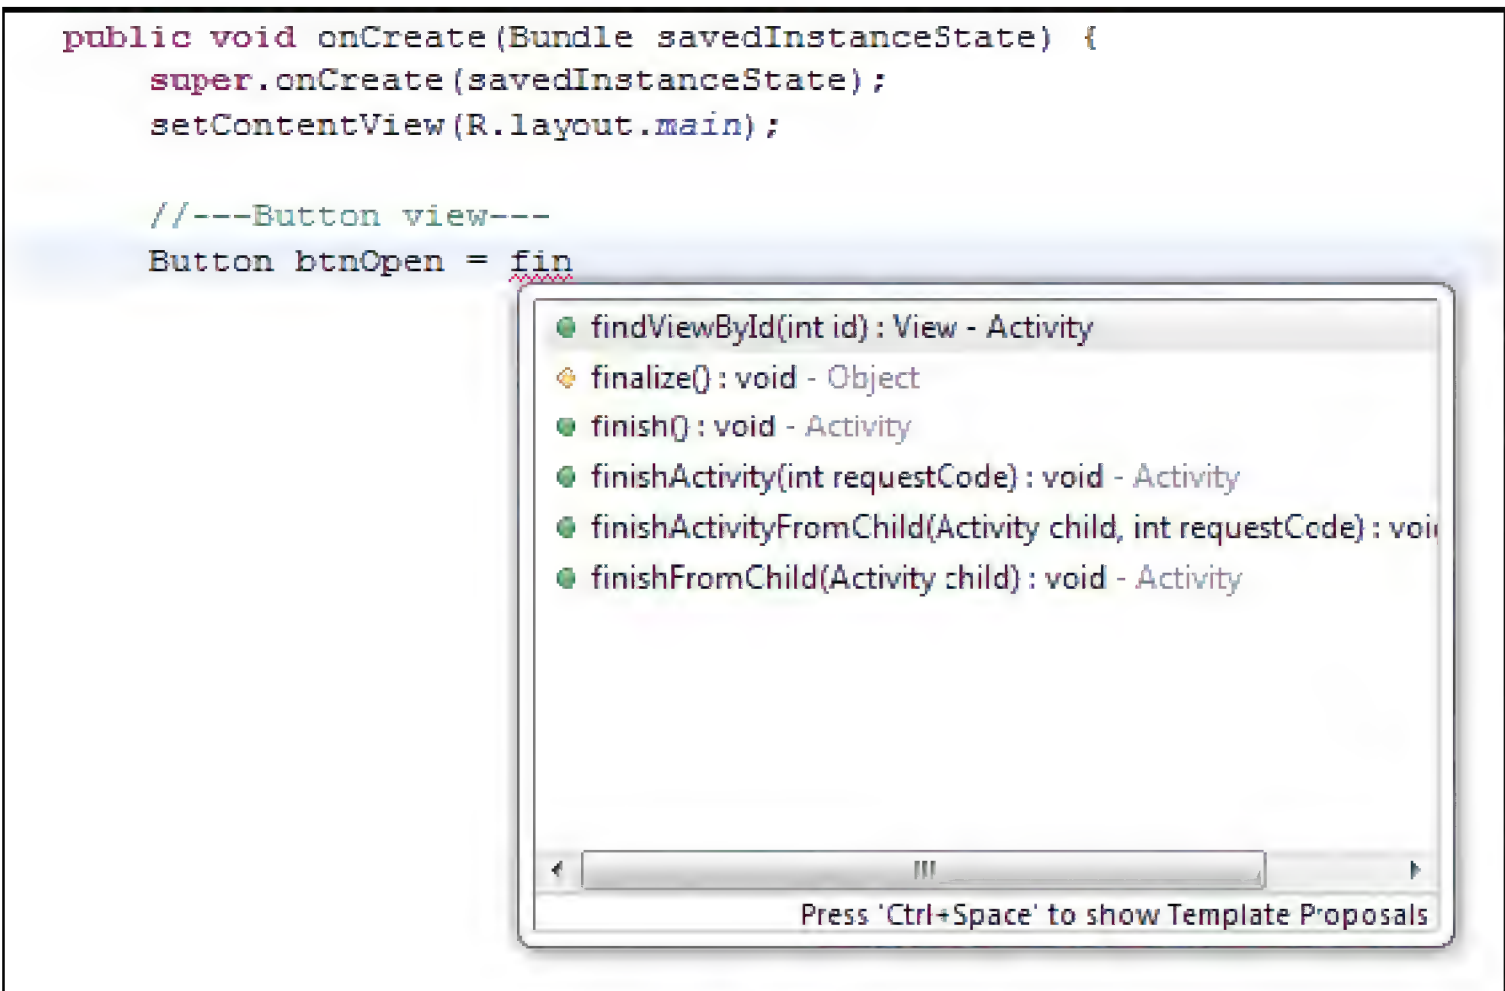 public void onCreate(Bundle savedInstanceState) {
super.onCreate(savedInstanceState);
setContentView(R.layout.main);
//---Button view---
Button btnOpen = fin
findViewById(int id) : View - Activity
finalize() : void - Object
finish() : void - Activity
finishActivity(int requestCode) : void - Activity
finishActivityFromChild(Activity child, int requestCode) : voi
finishFromChild(Activity child) : void - Activity
Press 'Ctrl+Space' to show Template Proposals